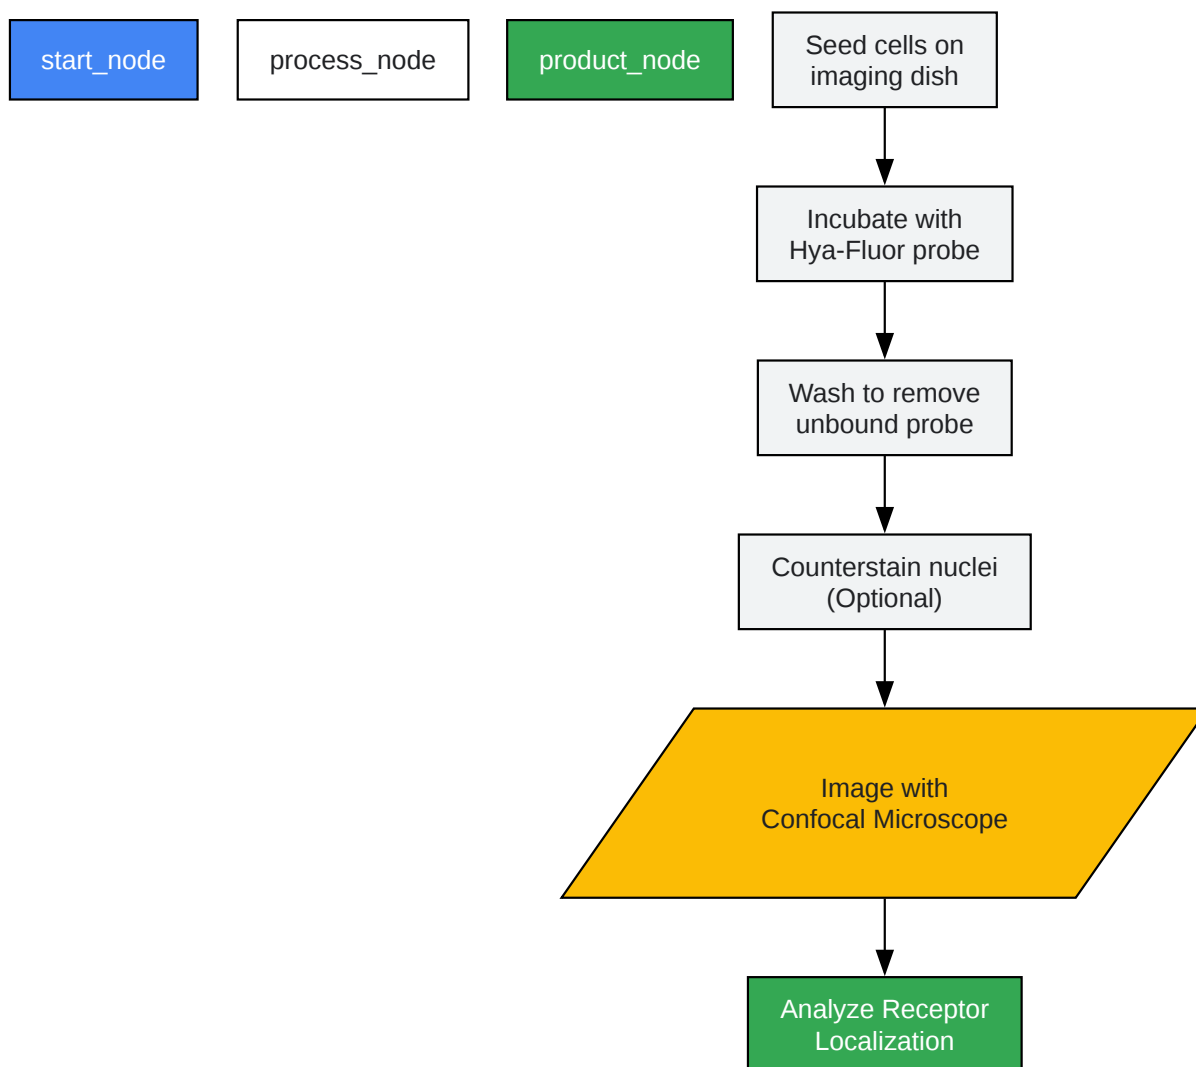 start_node
process_node
product_node
Seed cells on
imaging dish
Incubate with
Hya-Fluor probe
Wash to remove
unbound probe
Counterstain nuclei
(Optional)
Image with
Confocal Microscope
Analyze Receptor
Localization